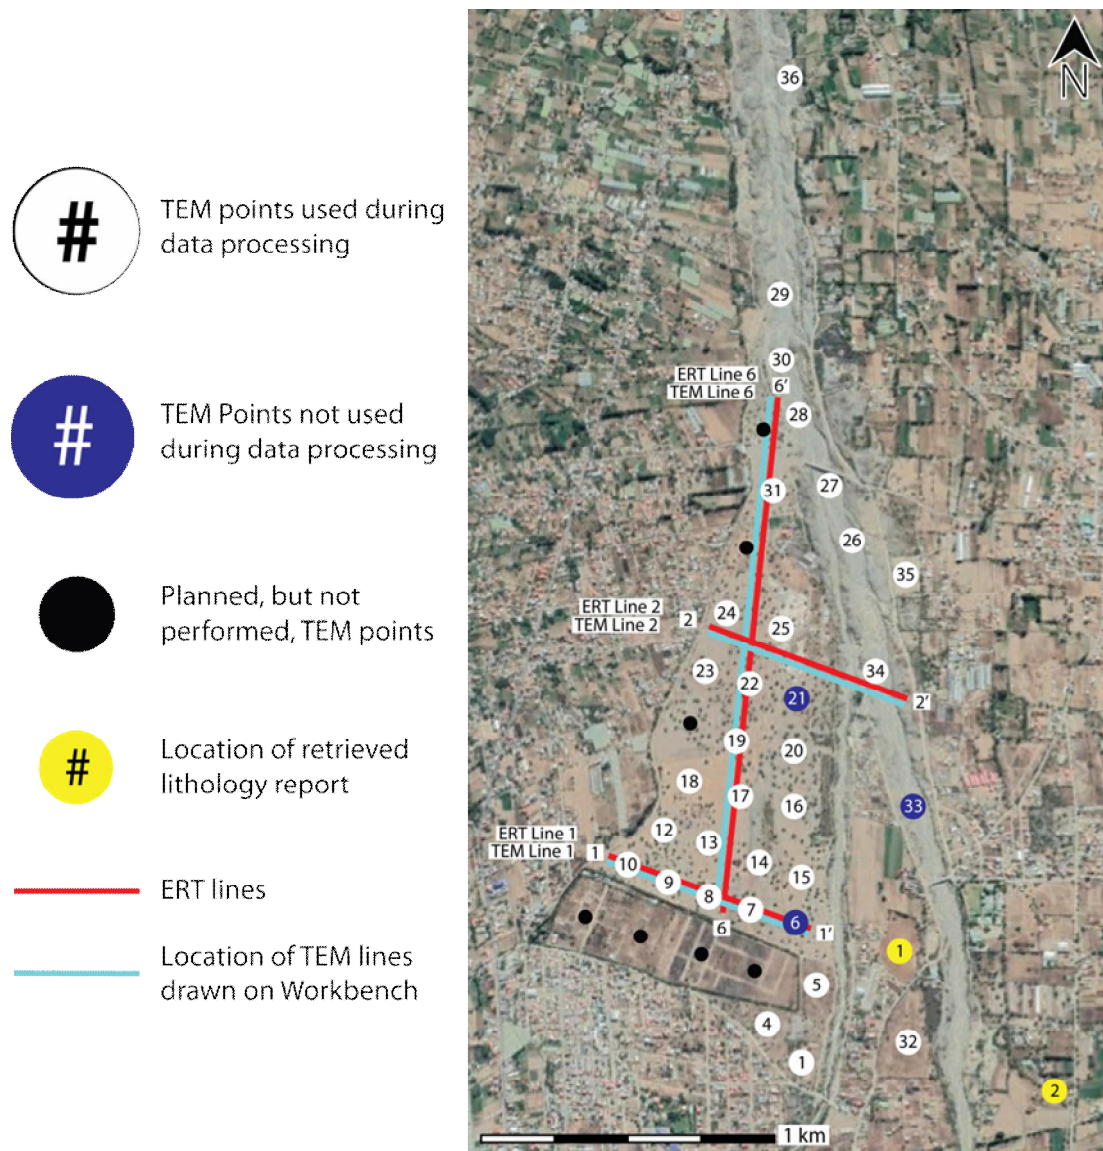 #
TEM points used during
data processing
#
TEM Points not used
during data processing
Planned, but not
performed, TEM points
#
Location of retrieved
lithology report
ERT lines
Location of TEM lines
drawn on Workbench
N
36
29
30
ERT Line 6
TEM Line 6
6'
28
31
27
26
35
ERT Line 2
TEM Line 2
2
24
25
34
2'
23
22
21
19
20
18
17
16
33
ERT Line 1
TEM Line 1
1
12
13
14
10
9
8
7
15
6
6
1'
1
5
4
32
1
2
1 km